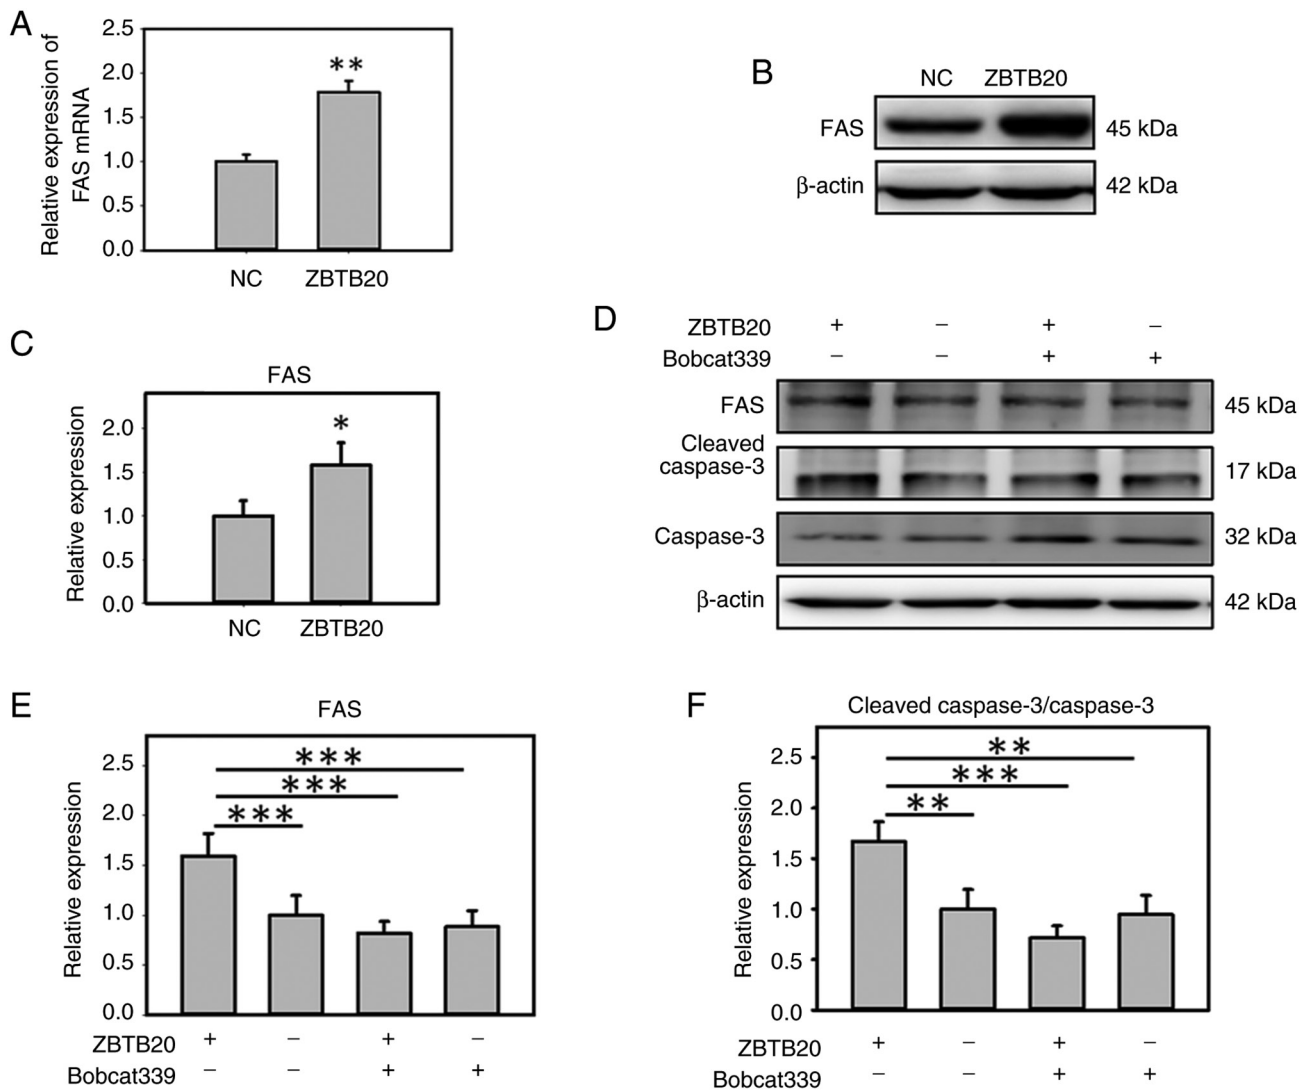 A
Relative expression of
FAS mRNA
2.5
2.0
1.5
1.0
0.5
0.0
**
NC ZBTB20
B
NC ZBTB20
FAS 45 kDa
β-actin 42 kDa
C
FAS
Relative expression
2.0
1.5
1.0
0.5
0.0
*
NC ZBTB20
D
ZBTB20 + – + –
Bobcat339 – – + +
FAS 45 kDa
Cleaved
caspase-3 17 kDa
Caspase-3 32 kDa
β-actin 42 kDa
E
FAS
Relative expression
2.5
2.0
1.5
1.0
0.5
0.0
***
***
***
ZBTB20 + – + –
Bobcat339 – – + +
F
Cleaved caspase-3/caspase-3
Relative expression
2.5
2.0
1.5
1.0
0.5
0.0
**
***
**
ZBTB20 + – + –
Bobcat339 – – + +